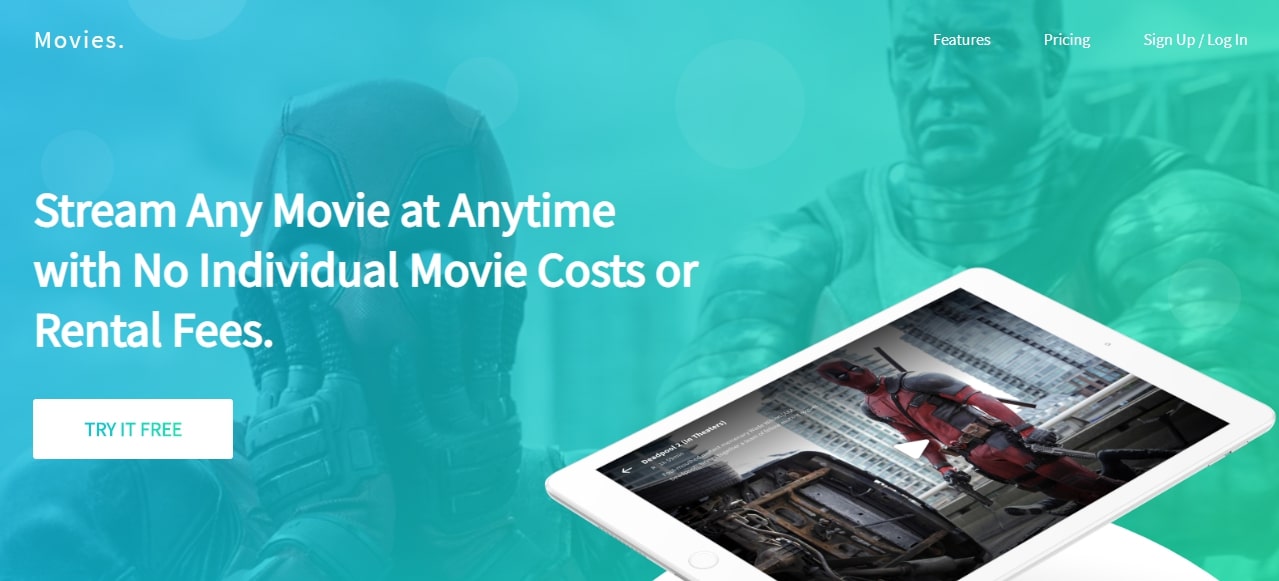 Movies.
Features
Pricing
Sign Up / Log In
Stream Any Movie at Anytime
with No Individual Movie Costs or
Rental Fees.
TRY IT FREE
Deadpool 2 (in Theaters)